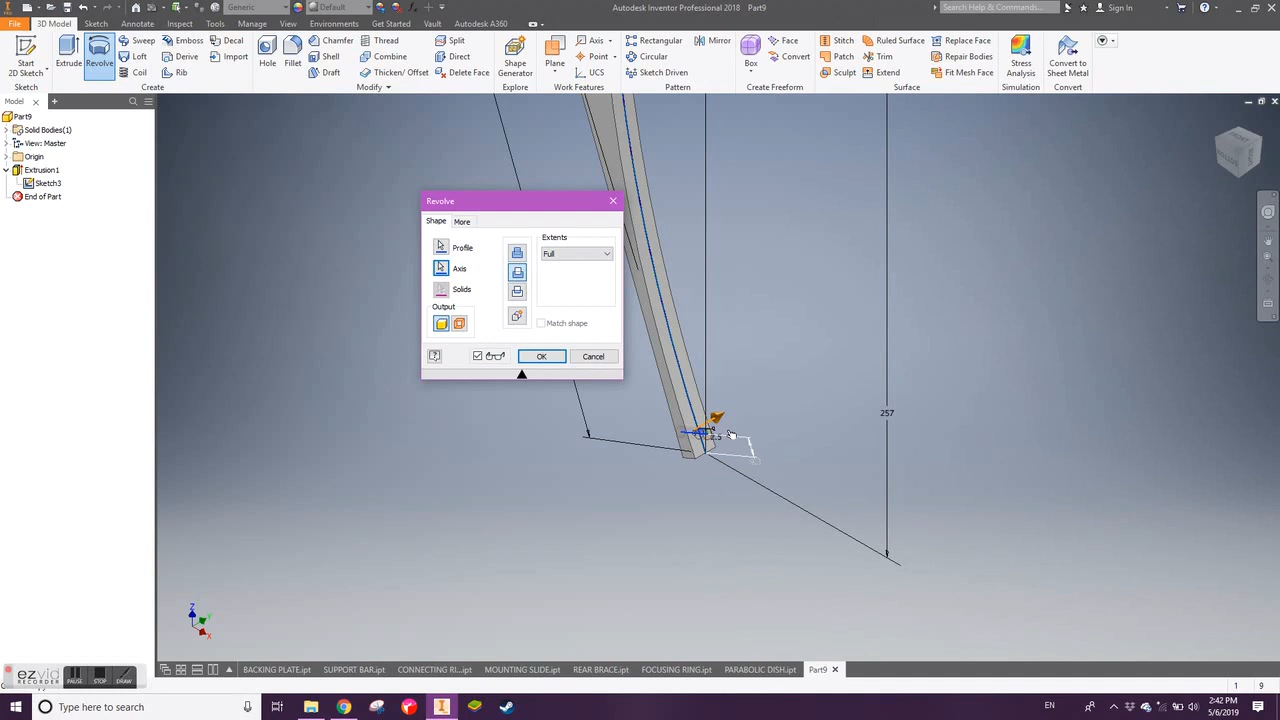 Generic
Default
Autodesk Inventor Professional 2018 Part9
Search Help & Commands...
Sign In
File 3D Model Sketch Annotate Inspect Tools Manage View Environments Get Started Vault Autodesk A360
Start
2D Sketch
Extrude
Revolve
Sweep
Emboss
Decal
Loft
Derive
Import
Coil
Rib
Hole
Fillet
Chamfer
Thread
Split
Shell
Combine
Direct
Draft
Thicken/ Offset
Delete Face
Shape
Generator
Plane
Axis
Point
UCS
Rectangular
Mirror
Circular
Sketch Driven
Box
Face
Convert
Stitch
Ruled Surface
Replace Face
Patch
Trim
Repair Bodies
Sculpt
Extend
Fit Mesh Face
Stress
Analysis
Convert to
Sheet Metal
Sketch
Create
Modify
Explore
Work Features
Pattern
Create Freeform
Surface
Simulation
Convert
Model
Part9
Solid Bodies(1)
View: Master
Origin
Extrusion1
Sketch3
End of Part
Revolve
Shape More
Profile
Axis
Solids
Output
Extents
Full
Match shape
OK
Cancel
257
Z
Y
X
ezvid
RECORDER
PAUSE
STOP
DRAW
BACKING PLATE.ipt SUPPORT BAR.ipt CONNECTING RI...ipt MOUNTING SLIDE.ipt REAR BRACE.ipt FOCUSING RING.ipt PARABOLIC DISH.ipt Part9
1 9
Type here to search
EN
2:42 PM
5/6/2019